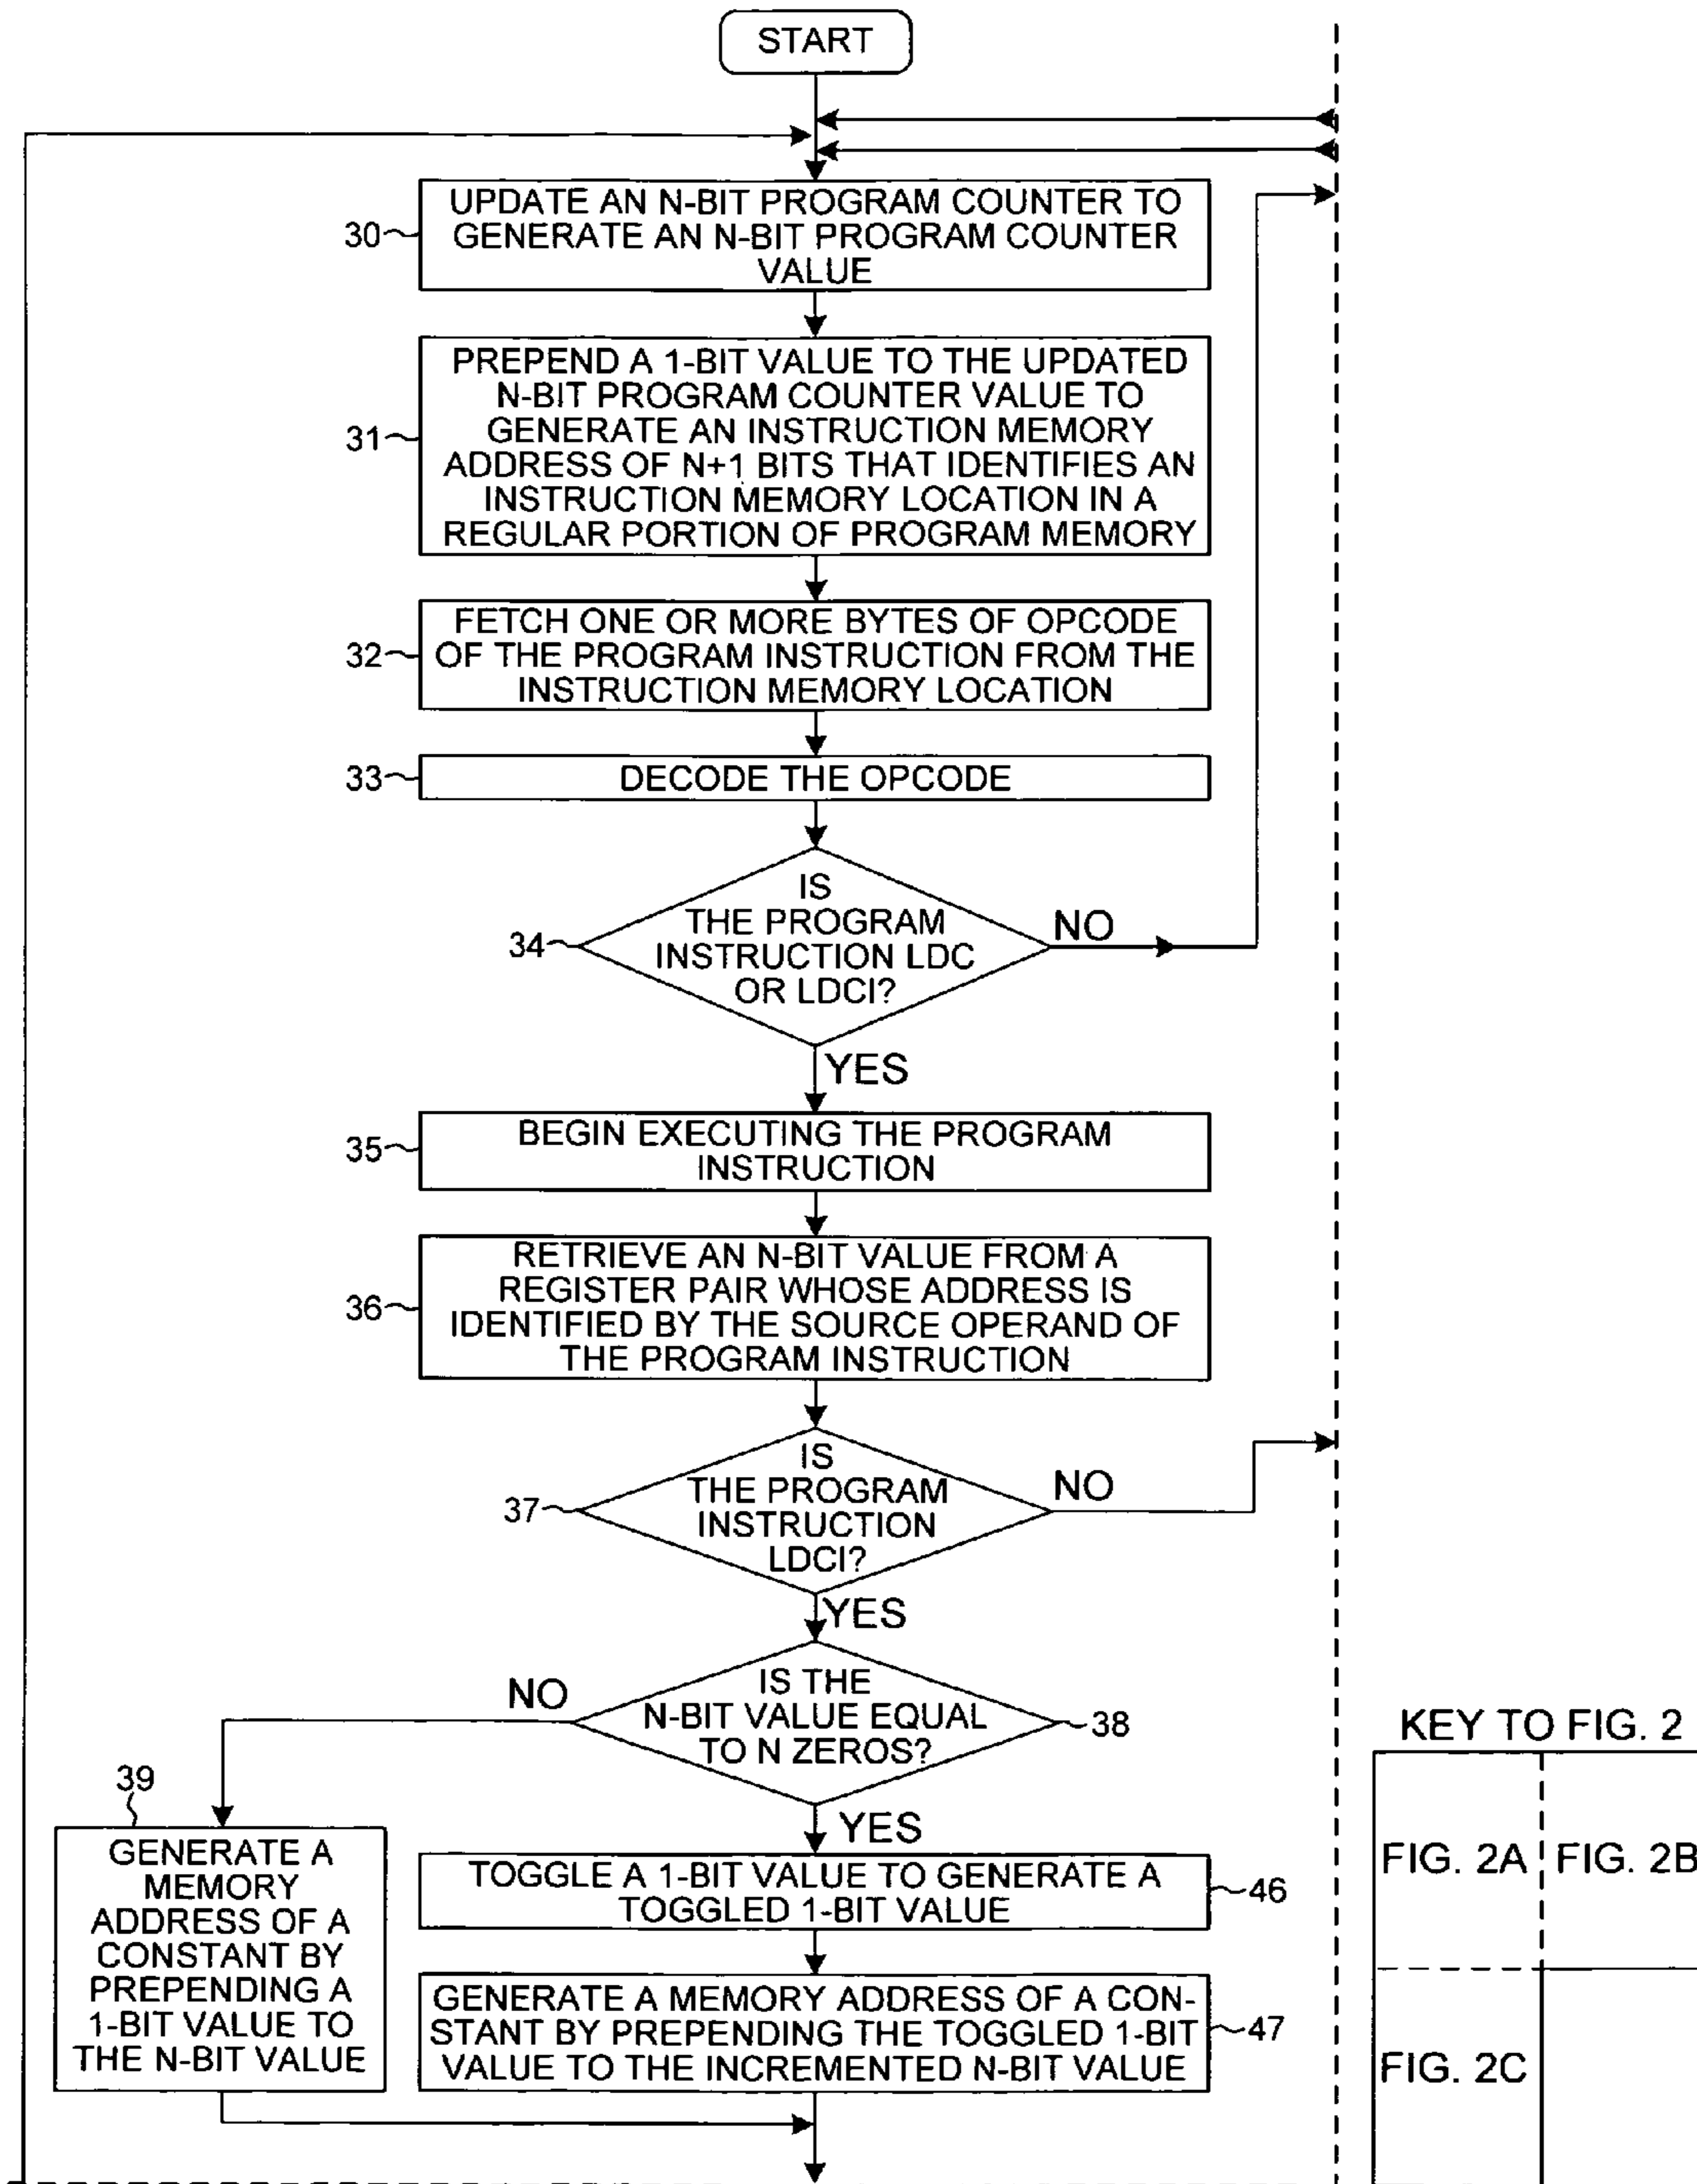 START
30
UPDATE AN N-BIT PROGRAM COUNTER TO
GENERATE AN N-BIT PROGRAM COUNTER
VALUE
31
PREPEND A 1-BIT VALUE TO THE UPDATED
N-BIT PROGRAM COUNTER VALUE TO
GENERATE AN INSTRUCTION MEMORY
ADDRESS OF N+1 BITS THAT IDENTIFIES AN
INSTRUCTION MEMORY LOCATION IN A
REGULAR PORTION OF PROGRAM MEMORY
32
FETCH ONE OR MORE BYTES OF OPCODE
OF THE PROGRAM INSTRUCTION FROM THE
INSTRUCTION MEMORY LOCATION
33
DECODE THE OPCODE
34
IS
THE PROGRAM
INSTRUCTION LDC
OR LDCI?
NO
YES
35
BEGIN EXECUTING THE PROGRAM
INSTRUCTION
36
RETRIEVE AN N-BIT VALUE FROM A
REGISTER PAIR WHOSE ADDRESS IS
IDENTIFIED BY THE SOURCE OPERAND OF
THE PROGRAM INSTRUCTION
37
IS
THE PROGRAM
INSTRUCTION
LDCI?
NO
YES
IS THE
N-BIT VALUE EQUAL
TO N ZEROS?
38
NO
YES
39
GENERATE A
MEMORY
ADDRESS OF A
CONSTANT BY
PREPENDING A
1-BIT VALUE TO
THE N-BIT VALUE
TOGGLE A 1-BIT VALUE TO GENERATE A
TOGGLED 1-BIT VALUE
46
GENERATE A MEMORY ADDRESS OF A CON-
STANT BY PREPENDING THE TOGGLED 1-BIT
VALUE TO THE INCREMENTED N-BIT VALUE
47
KEY TO FIG. 2
FIG. 2A
FIG. 2B
FIG. 2C